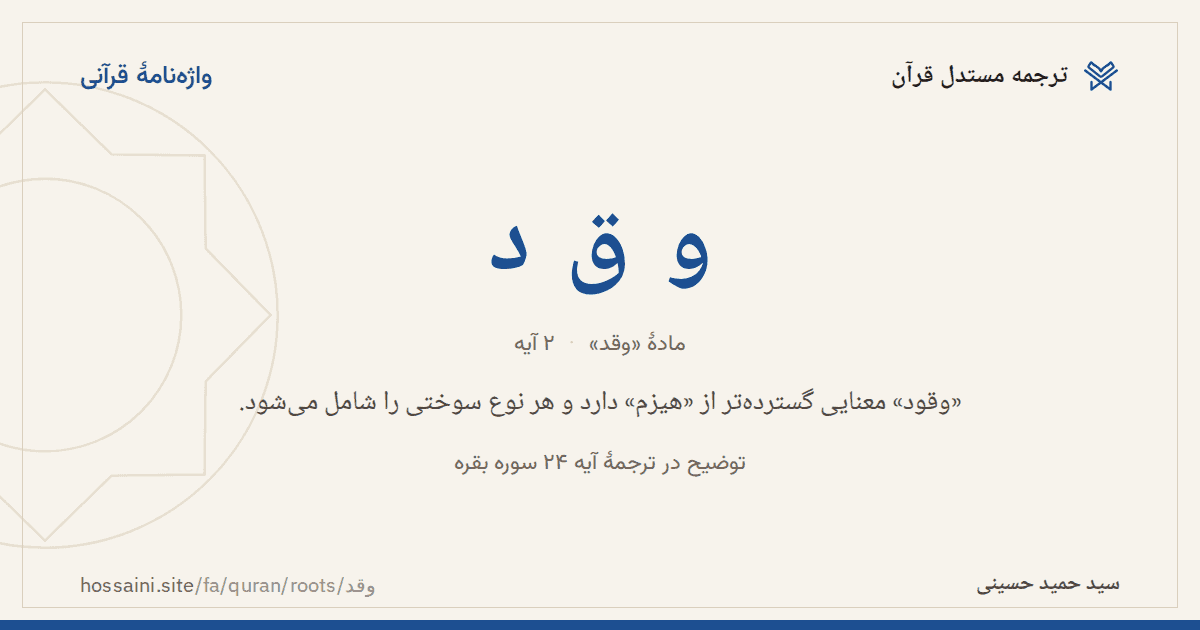 ترجمه مستدل قرآن
واژه‌نامهٔ قرآنی
و ق د
مادهٔ «وقد» · ۲ آیه
«وقود» معنایی گسترده‌تر از «هیزم» دارد و هر نوع سوختی را شامل می‌شود.
توضیح در ترجمهٔ آیه ۲۴ سوره بقره
سید حمید حسینی
hossaini.site/fa/quran/roots/وقد